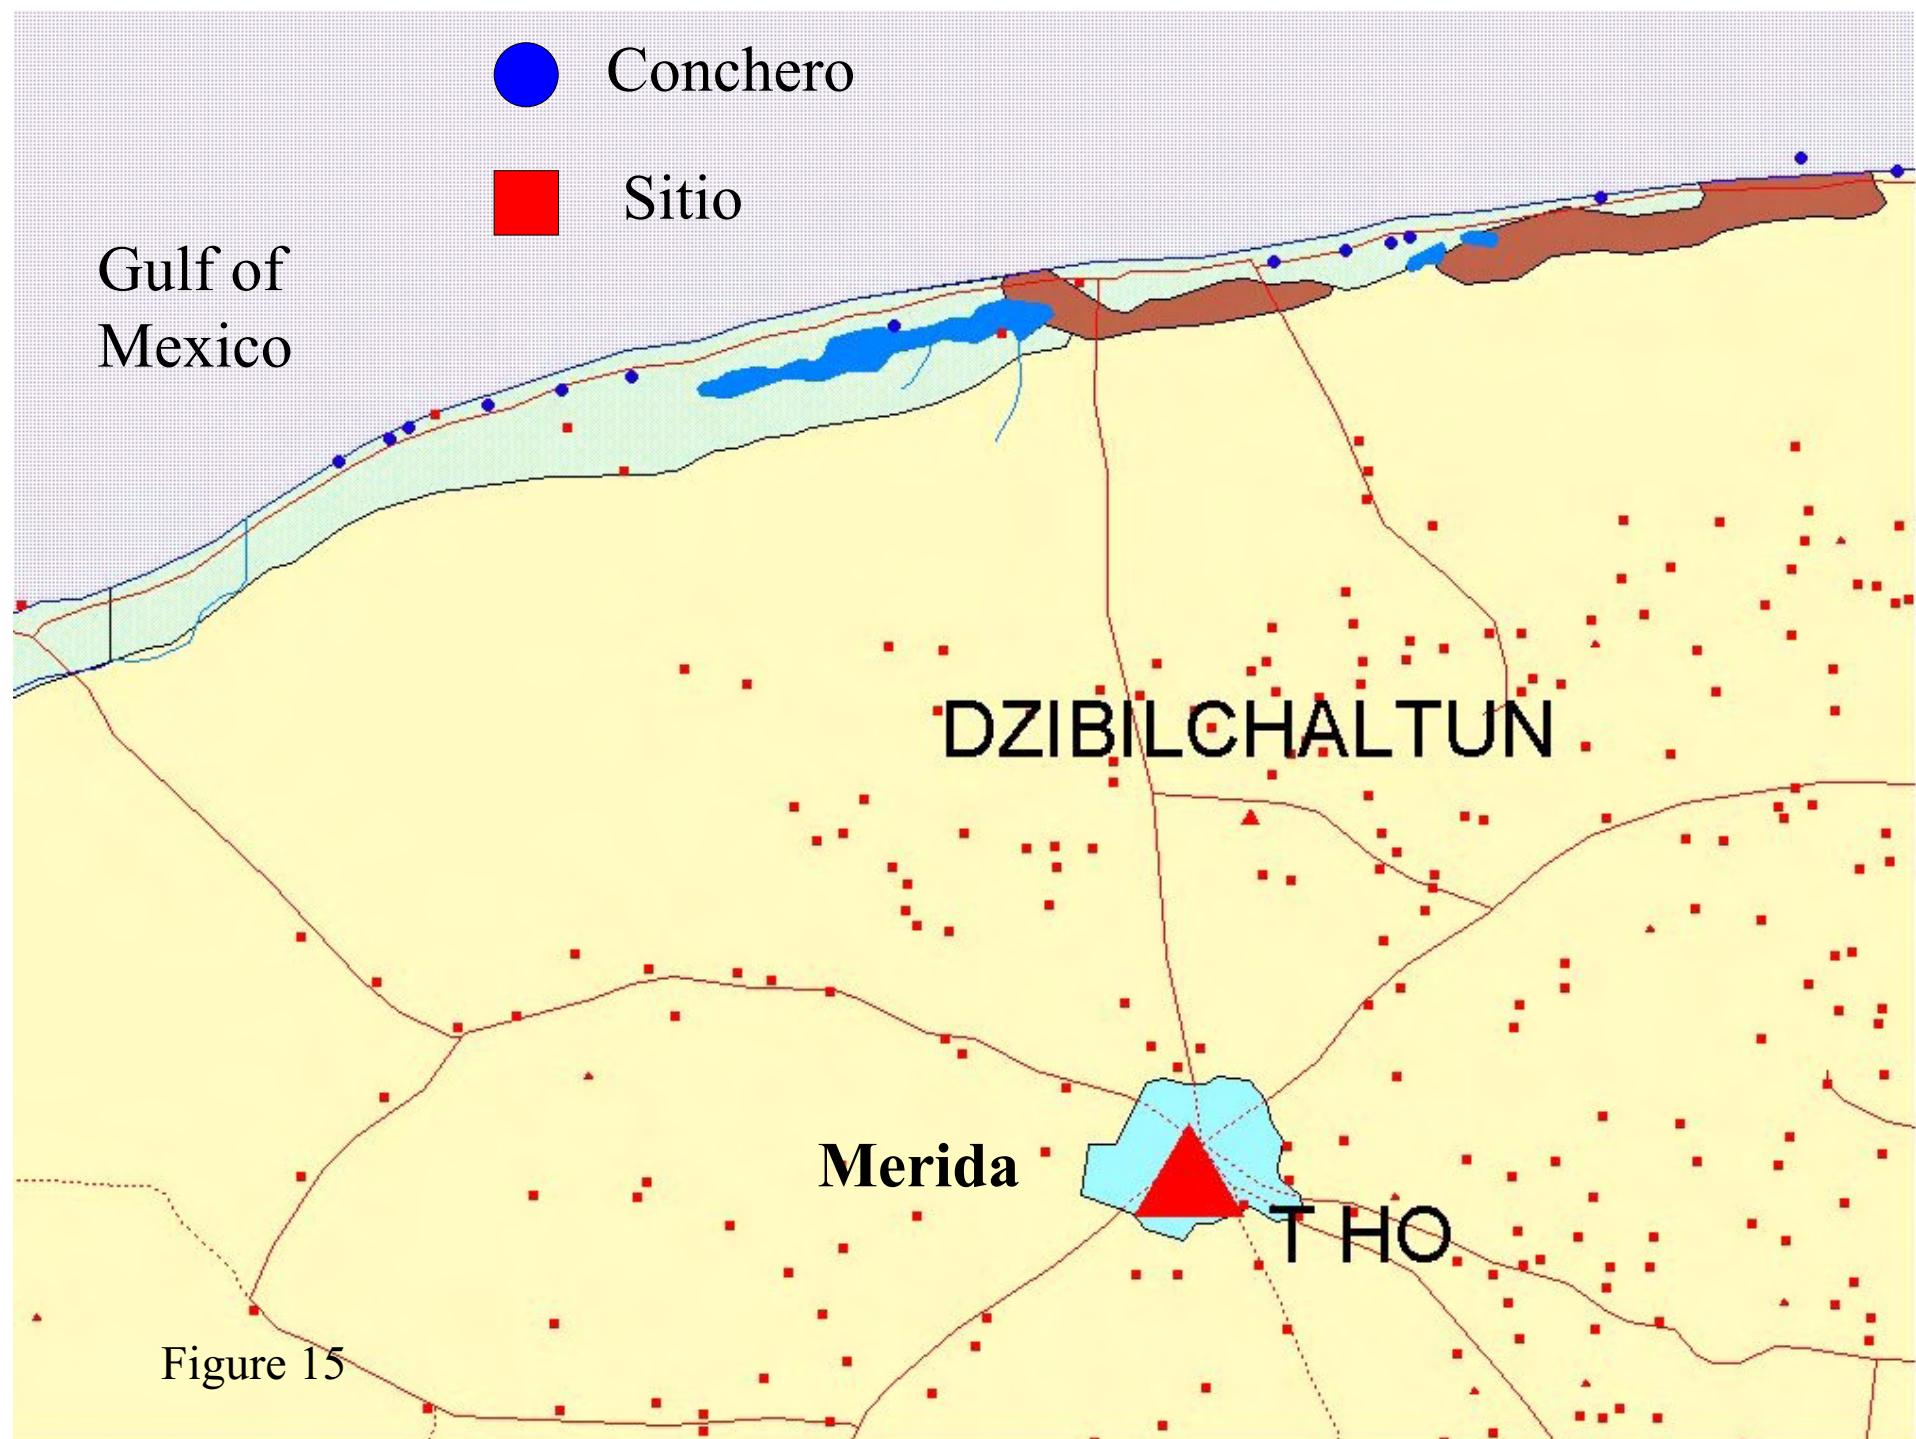 Conchero
Sitio
Gulf of
Mexico
DZIBILCHALTUN
Merida
T HO
Figure 15